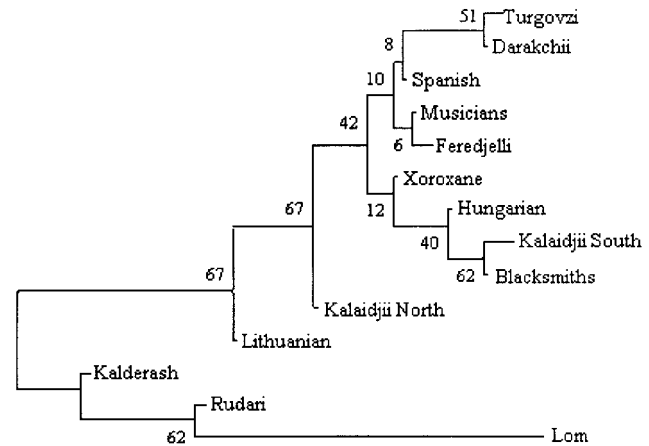 51 Turgovzi
8 Darakchii
10 Spanish
Musicians
42 6 Feredjelli
Xoroxane
67 12 Hungarian
40 Kalaidjii South
67 62 Blacksmiths
Kalaidjii North
Lithuanian
Kalderash
Rudari
62 Lom